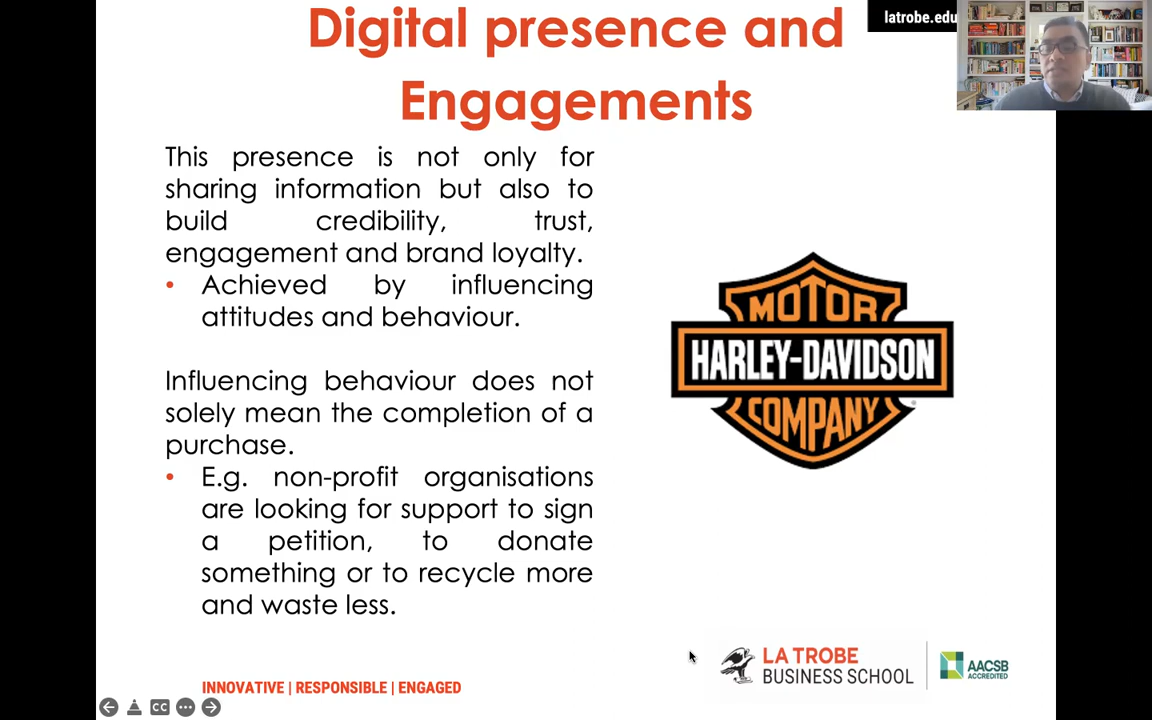 Digital presence and
Engagements
latrobe.edu
This presence is not only for
sharing information but also to
build credibility, trust,
engagement and brand loyalty.
• Achieved by influencing
attitudes and behaviour.
Influencing behaviour does not
solely mean the completion of a
purchase.
• E.g. non-profit organisations
are looking for support to sign
a petition, to donate
something or to recycle more
and waste less.
MOTOR
HARLEY-DAVIDSON
COMPANY
LA TROBE
BUSINESS SCHOOL
AACSB
ACCREDITED
INNOVATIVE | RESPONSIBLE | ENGAGED
CC